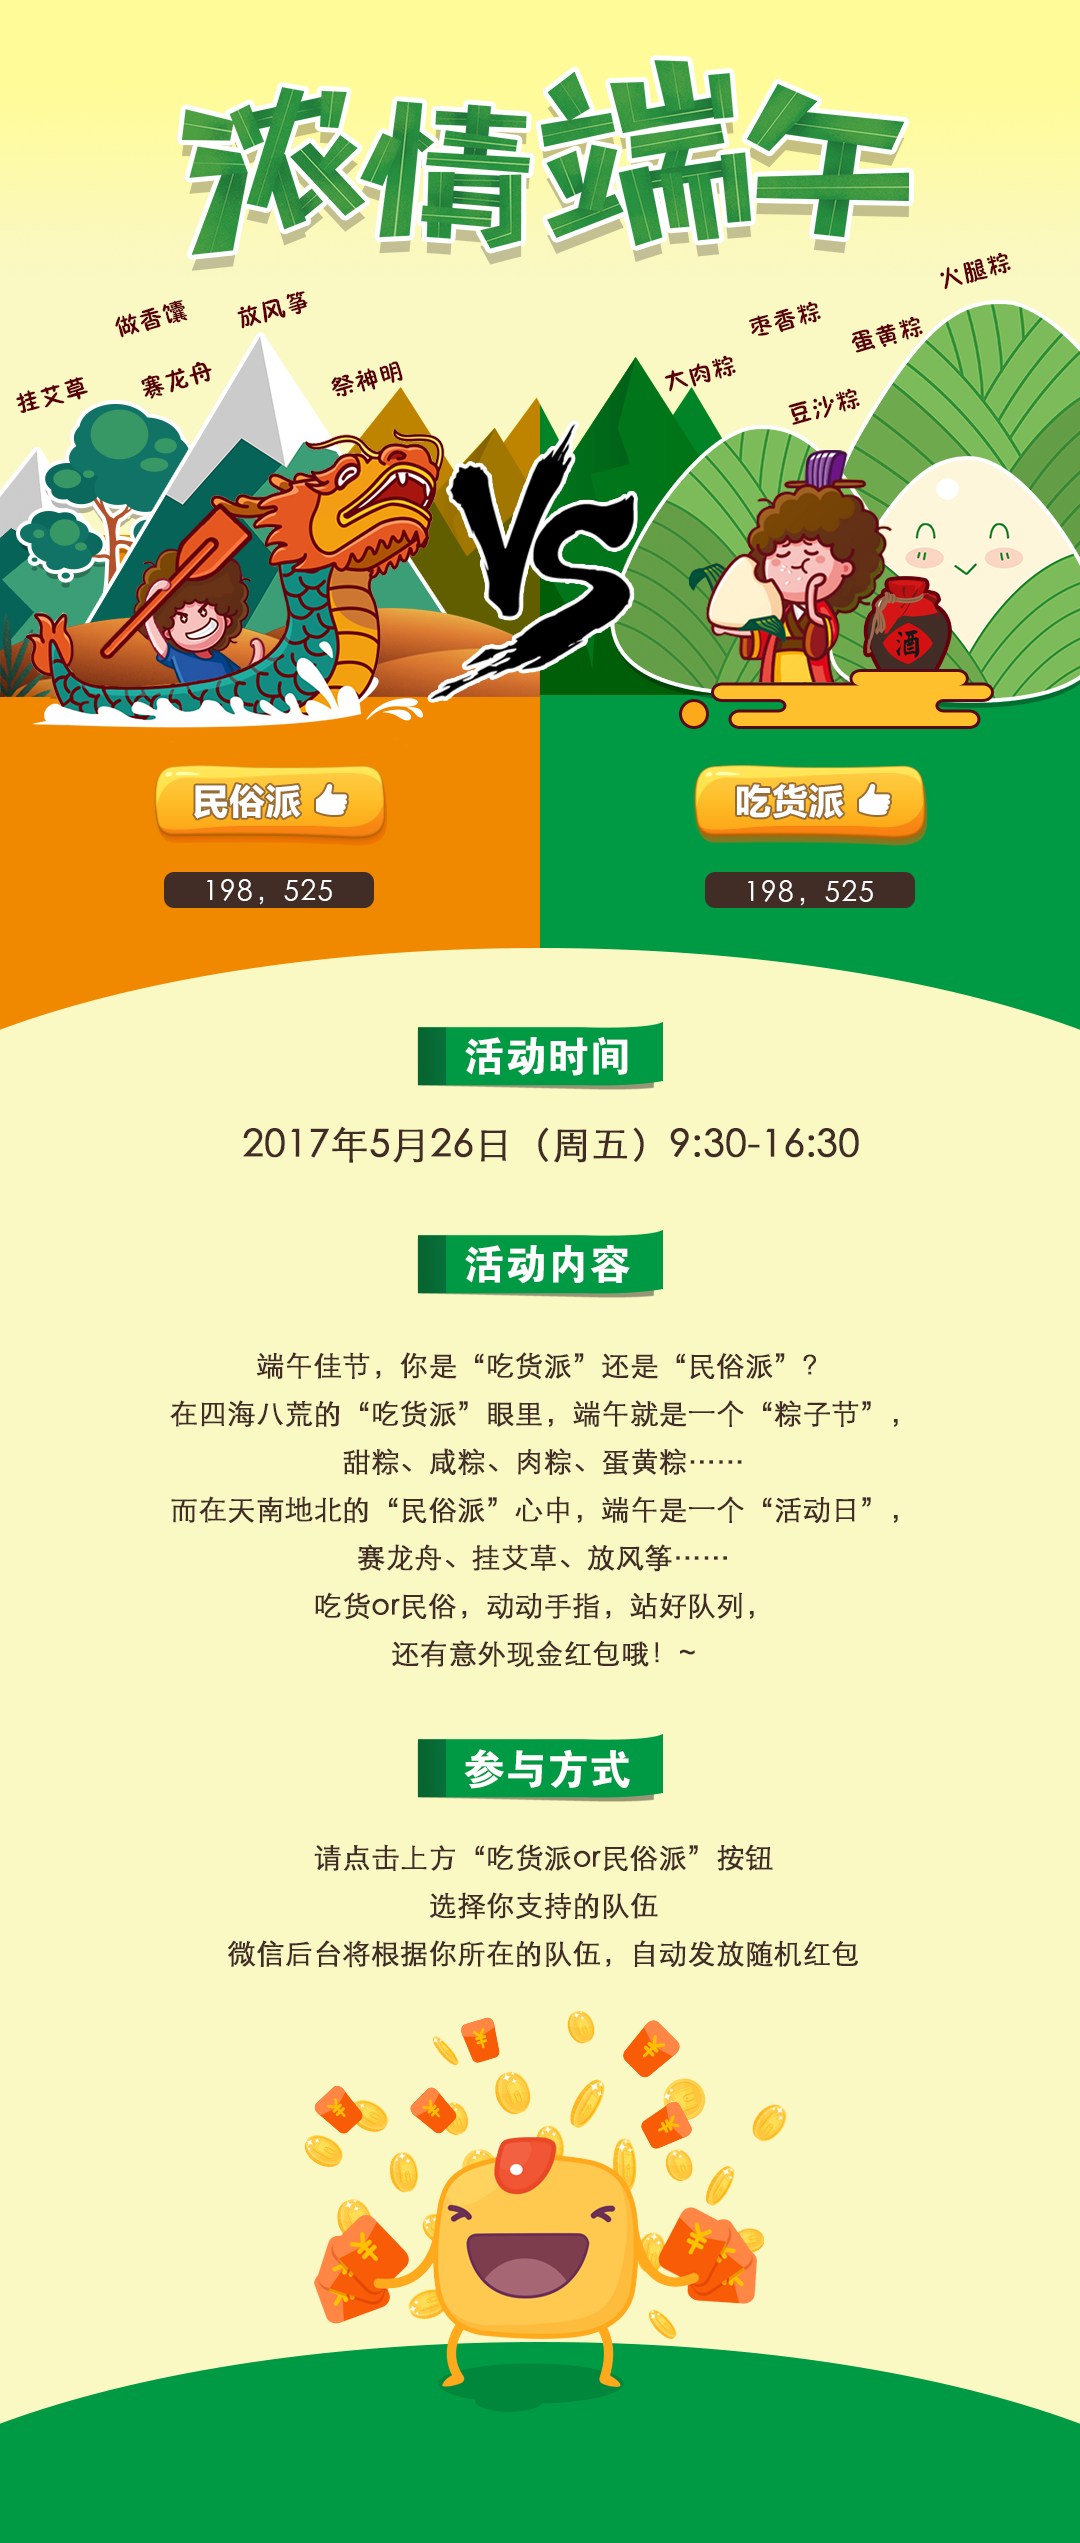 浓情端午
做香馕
放风筝
挂艾草
赛龙舟
祭神明
火腿粽
枣香粽
蛋黄粽
大肉粽
豆沙粽
VS
酒
民俗派
吃货派
198，525
198，525
活动时间
2017年5月26日（周五）9:30-16:30
活动内容
端午佳节，你是“吃货派”还是“民俗派”？
在四海八荒的“吃货派”眼里，端午就是一个“粽子节”，
甜粽、咸粽、肉粽、蛋黄粽……
而在天南地北的“民俗派”心中，端午是一个“活动日”，
赛龙舟、挂艾草、放风筝……
吃货or民俗，动动手指，站好队列，
还有意外现金红包哦！~
参与方式
请点击上方“吃货派or民俗派”按钮
选择你支持的队伍
微信后台将根据你所在的队伍，自动发放随机红包